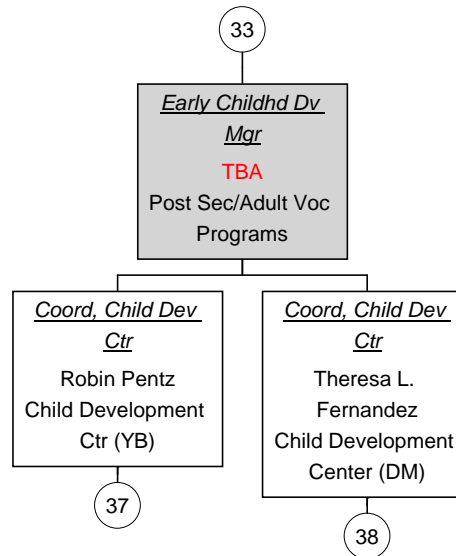 33
Early Childhd Dv
Mgr
TBA
Post Sec/Adult Voc
Programs
Coord, Child Dev
Ctr
Robin Pentz
Child Development
Ctr (YB)
37
Coord, Child Dev
Ctr
Theresa L.
Fernandez
Child Development
Center (DM)
38